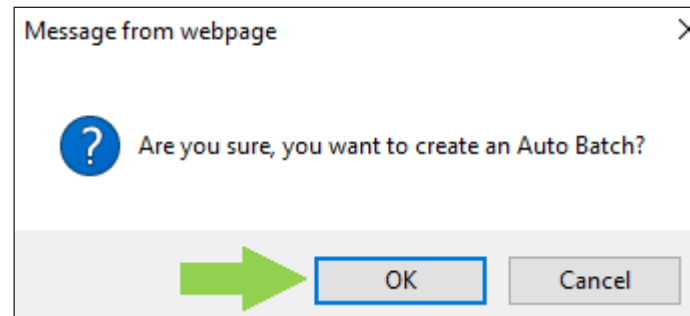 Message from webpage
Are you sure, you want to create an Auto Batch?
OK Cancel